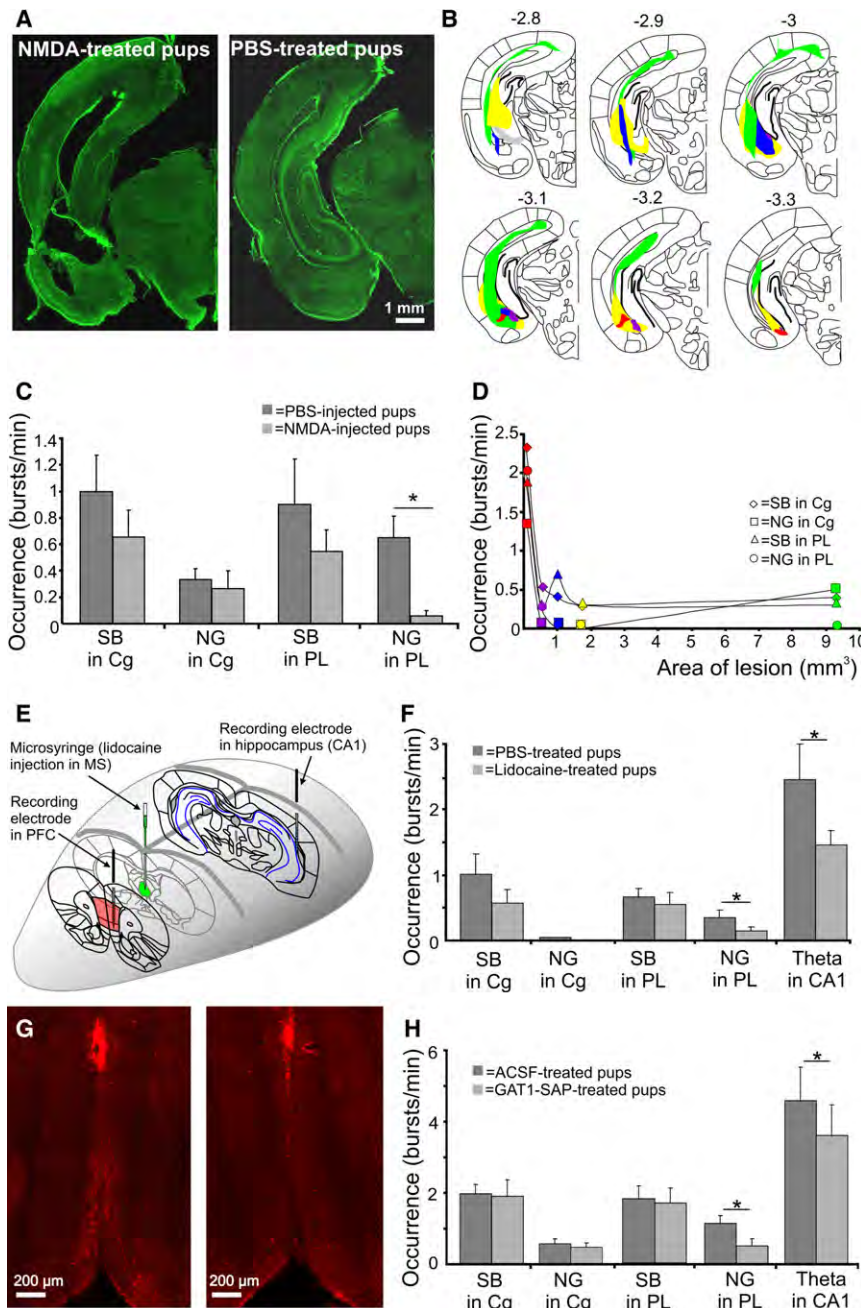 A
NMDA-treated pups
PBS-treated pups
1 mm
B
-2.8
-2.9
-3
-3.1
-3.2
-3.3
C
Occurrence (bursts/min)
1.4
1.2
1
0.8
0.6
0.4
0.2
0
=PBS-injected pups
=NMDA-injected pups
*
SB in Cg
NG in Cg
SB in PL
NG in PL
D
Occurrence (bursts/min)
2.5
2
1.5
1
0.5
0
=SB in Cg
=NG in Cg
=SB in PL
=NG in PL
1 2 3 4 5 6 7 8 9 10
Area of lesion (mm³)
E
Microsyringe (lidocaine injection in MS)
Recording electrode in PFC
Recording electrode in hippocampus (CA1)
F
Occurrence (bursts/min)
3
2
1
0
=PBS-treated pups
=Lidocaine-treated pups
*
*
SB in Cg
NG in Cg
SB in PL
NG in PL
Theta in CA1
G
200 µm
200 µm
H
Occurrence (bursts/min)
6
4
2
0
=ACSF-treated pups
=GAT1-SAP-treated pups
*
*
SB in Cg
NG in Cg
SB in PL
NG in PL
Theta in CA1